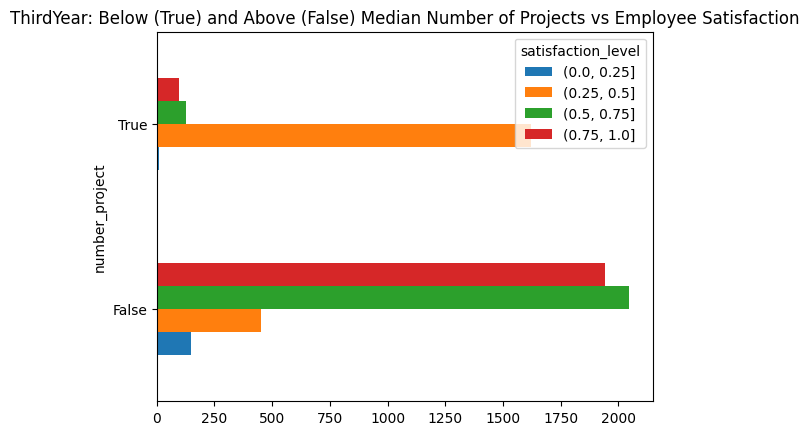 ThirdYear: Below (True) and Above (False) Median Number of Projects vs Employee Satisfaction
satisfaction_level
(0.0, 0.25]
(0.25, 0.5]
(0.5, 0.75]
(0.75, 1.0]
True
number_project
False
0 250 500 750 1000 1250 1500 1750 2000